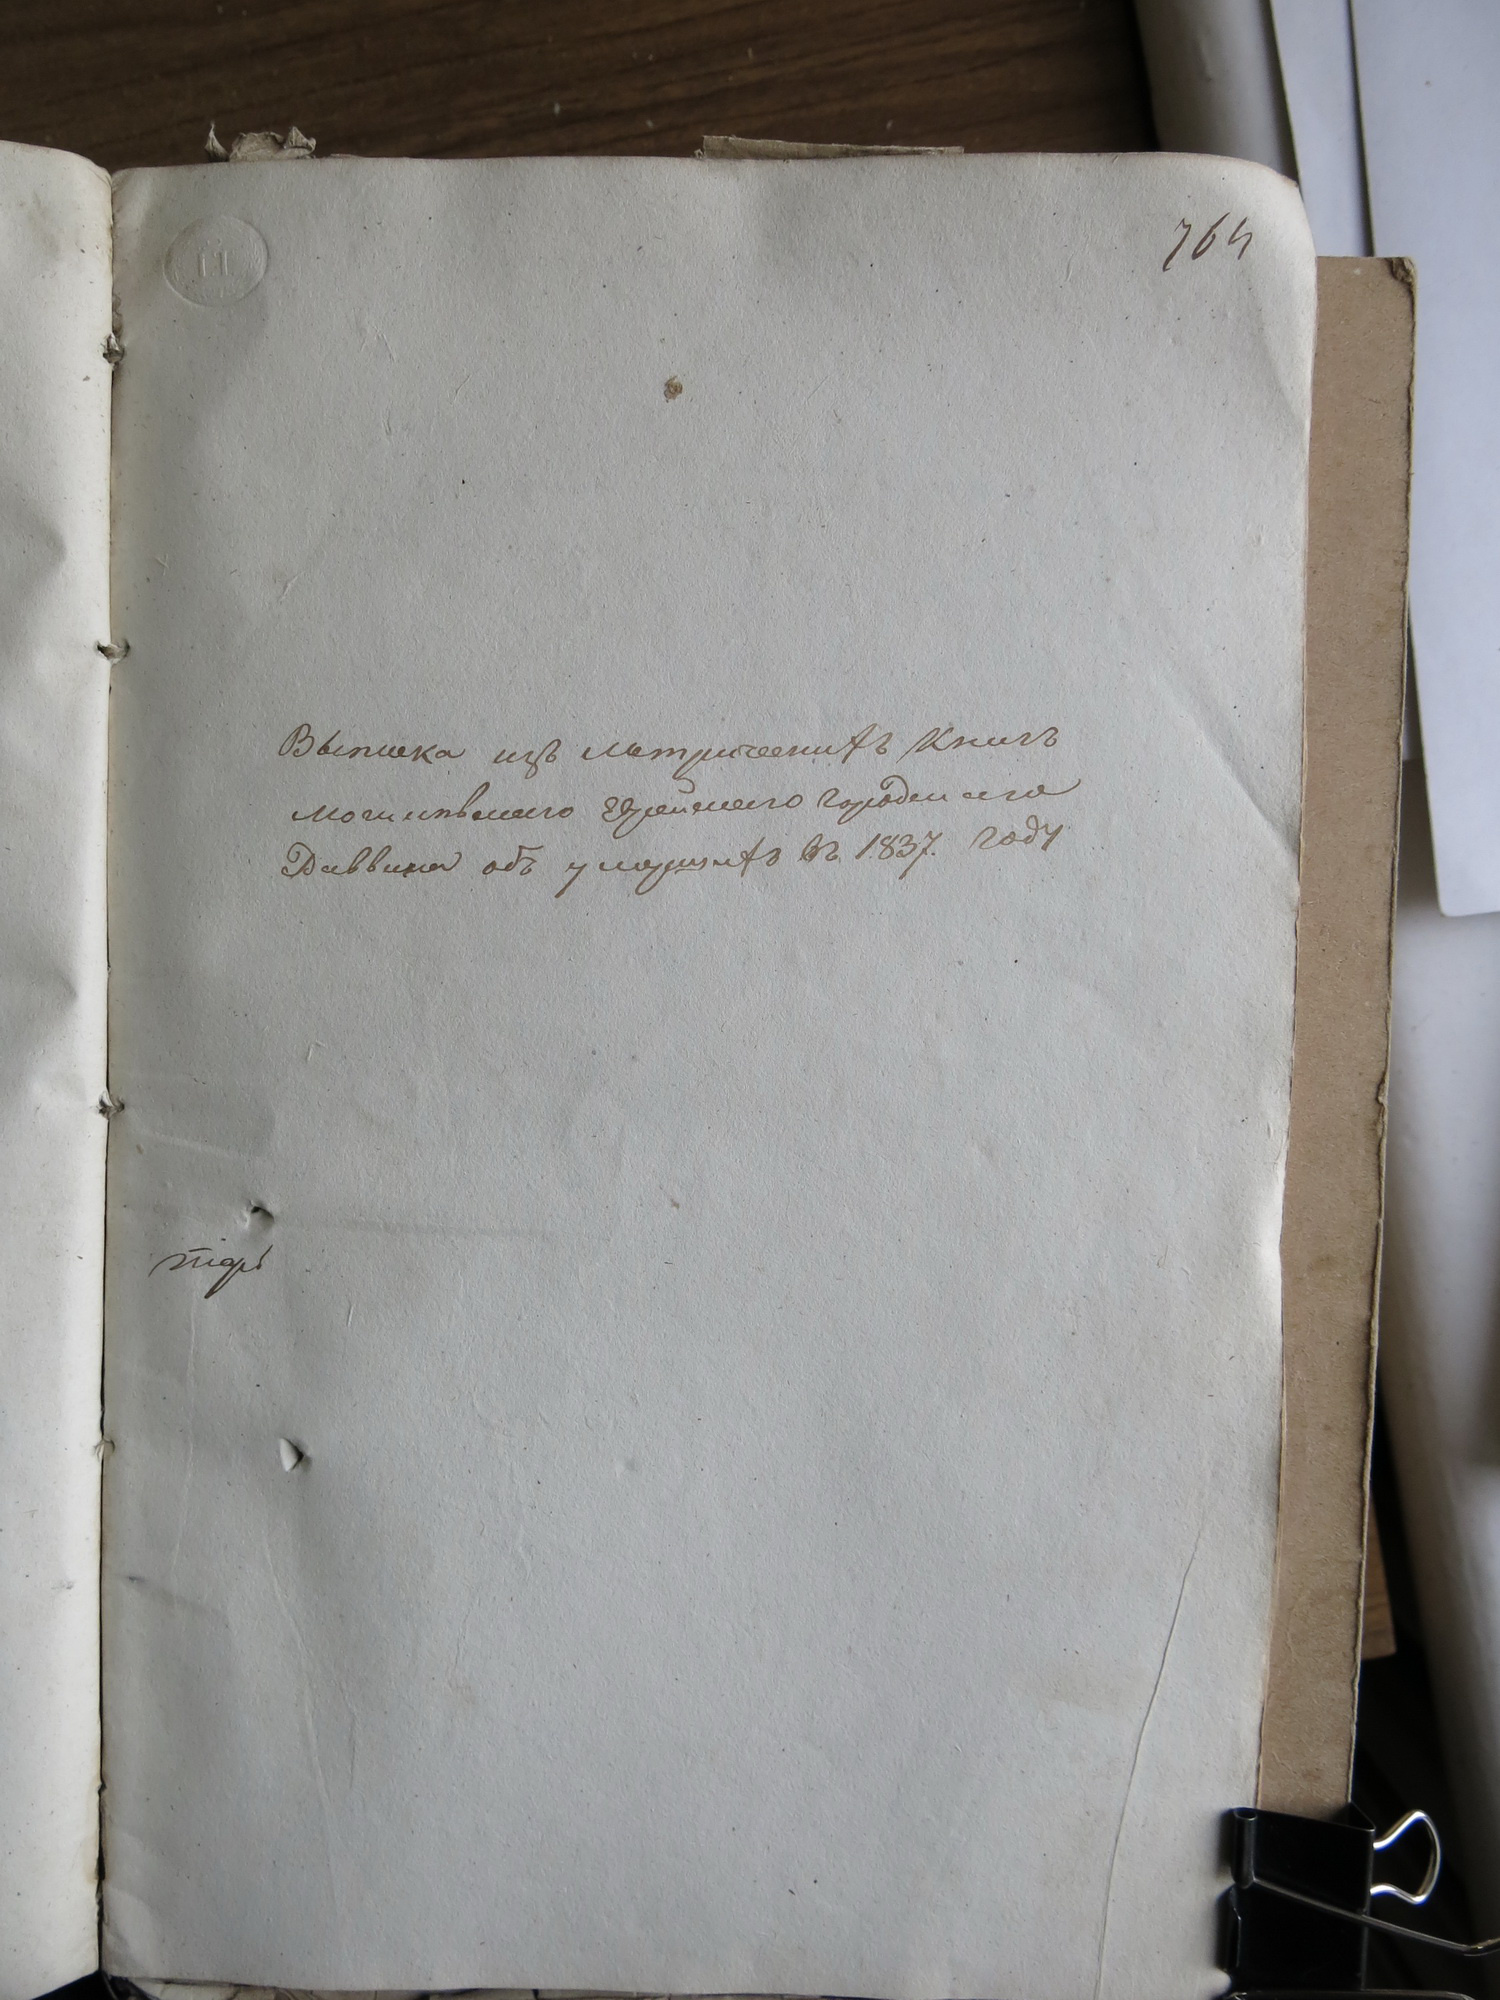 764
Выписка изъ метрическихъ Книгъ
Могилевскаго Еврейскаго городскаго
Раввина объ умершихъ въ 1837. году